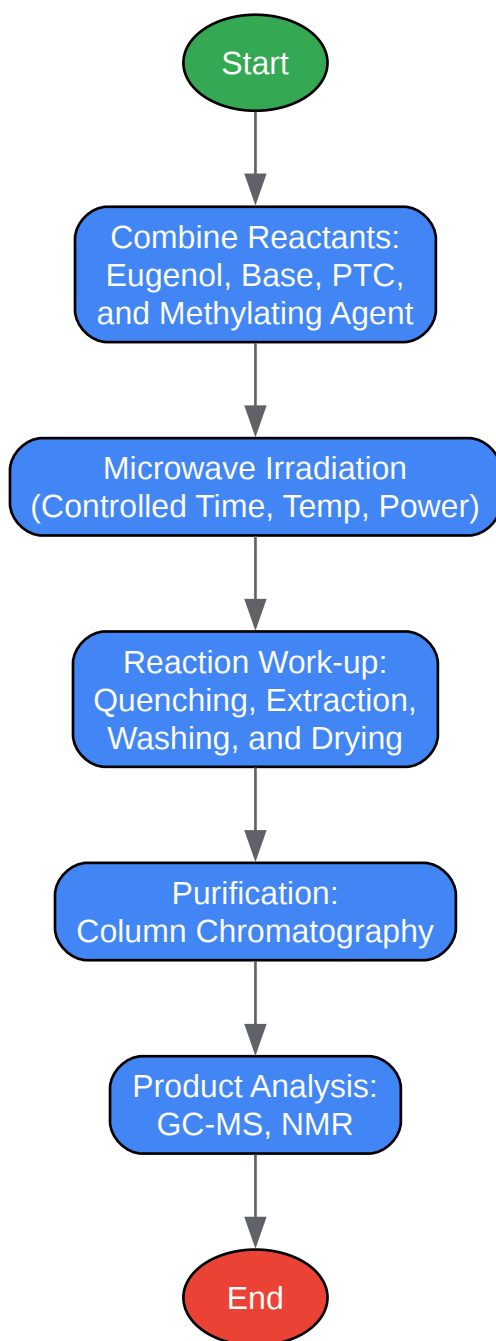 Start
Combine Reactants:
Eugenol, Base, PTC,
and Methylating Agent
Microwave Irradiation
(Controlled Time, Temp, Power)
Reaction Work-up:
Quenching, Extraction,
Washing, and Drying
Purification:
Column Chromatography
Product Analysis:
GC-MS, NMR
End